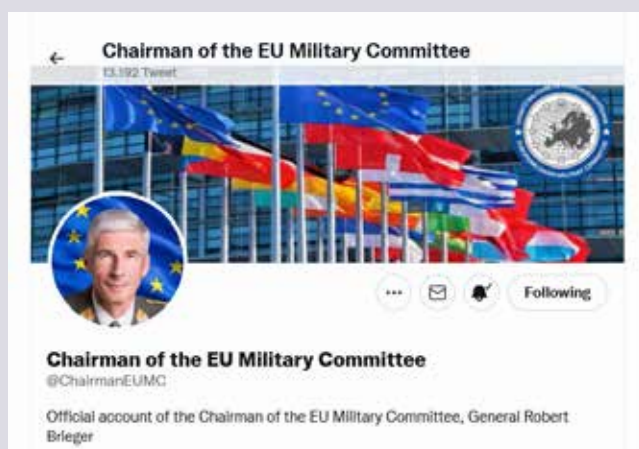 Chairman of the EU Military Committee
13.192 Tweet
Following
Chairman of the EU Military Committee
@ChairmanEUMC
Official account of the Chairman of the EU Military Committee, General Robert
Brieger